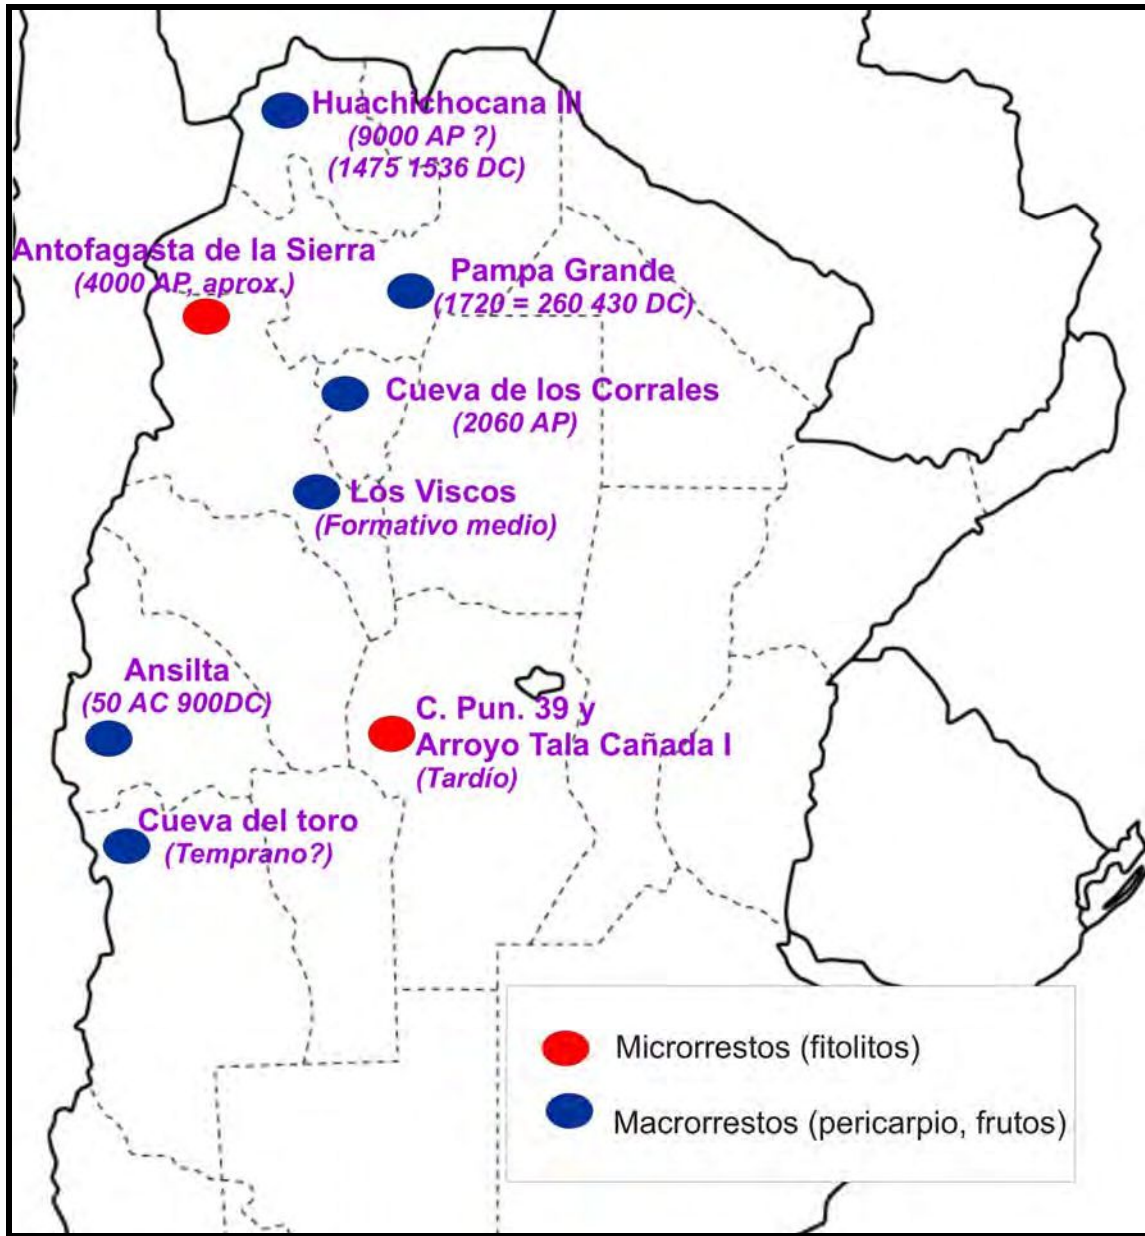 Huachichocana III
(9000 AP ?)
(1475 1536 DC)
Antofagasta de la Sierra
(4000 AP, aprox.)
Pampa Grande
(1720 = 260 430 DC)
Cueva de los Corrales
(2060 AP)
Los Viscos
(Formativo medio)
Ansilta
(50 AC 900DC)
C. Pun. 39 y
Arroyo Tala Cañada I
(Tardío)
Cueva del toro
(Temprano?)
Microrrestos (fitolitos)
Macrorrestos (pericarpio, frutos)